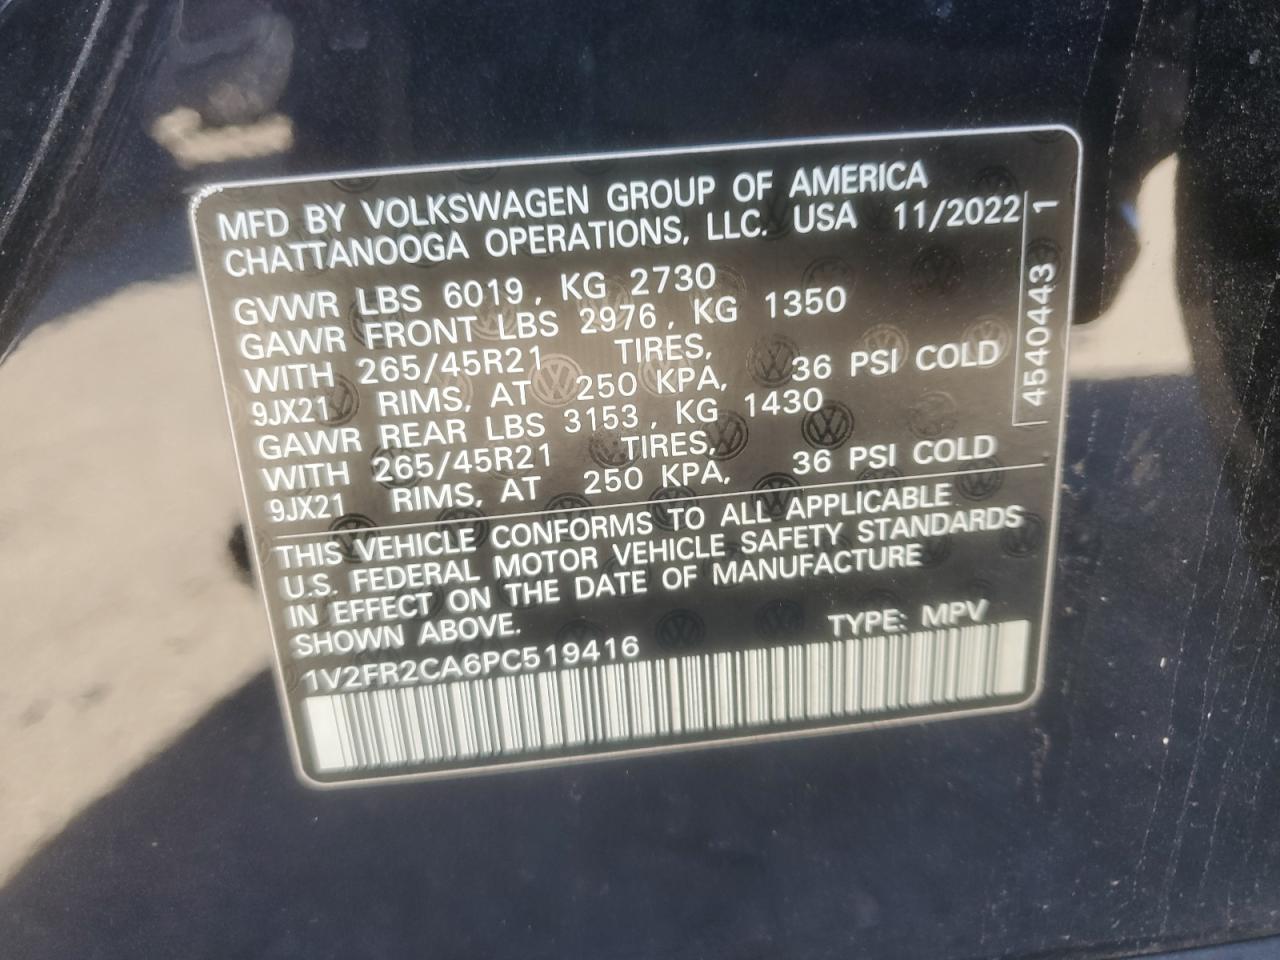 MFD BY VOLKSWAGEN GROUP OF AMERICA
CHATTANOOGA OPERATIONS, LLC. USA 11/2022
GVWR LBS 6019, KG 2730
GAWR FRONT LBS 2976, KG 1350
WITH 265/45R21 TIRES,
9JX21 RIMS, AT 250 KPA, 36 PSI COLD
GAWR REAR LBS 3153, KG 1430
WITH 265/45R21 TIRES,
9JX21 RIMS, AT 250 KPA, 36 PSI COLD
THIS VEHICLE CONFORMS TO ALL APPLICABLE
U.S. FEDERAL MOTOR VEHICLE SAFETY STANDARDS
IN EFFECT ON THE DATE OF MANUFACTURE
SHOWN ABOVE.
1V2FR2CA6PC519416 TYPE: MPV
4540443 1